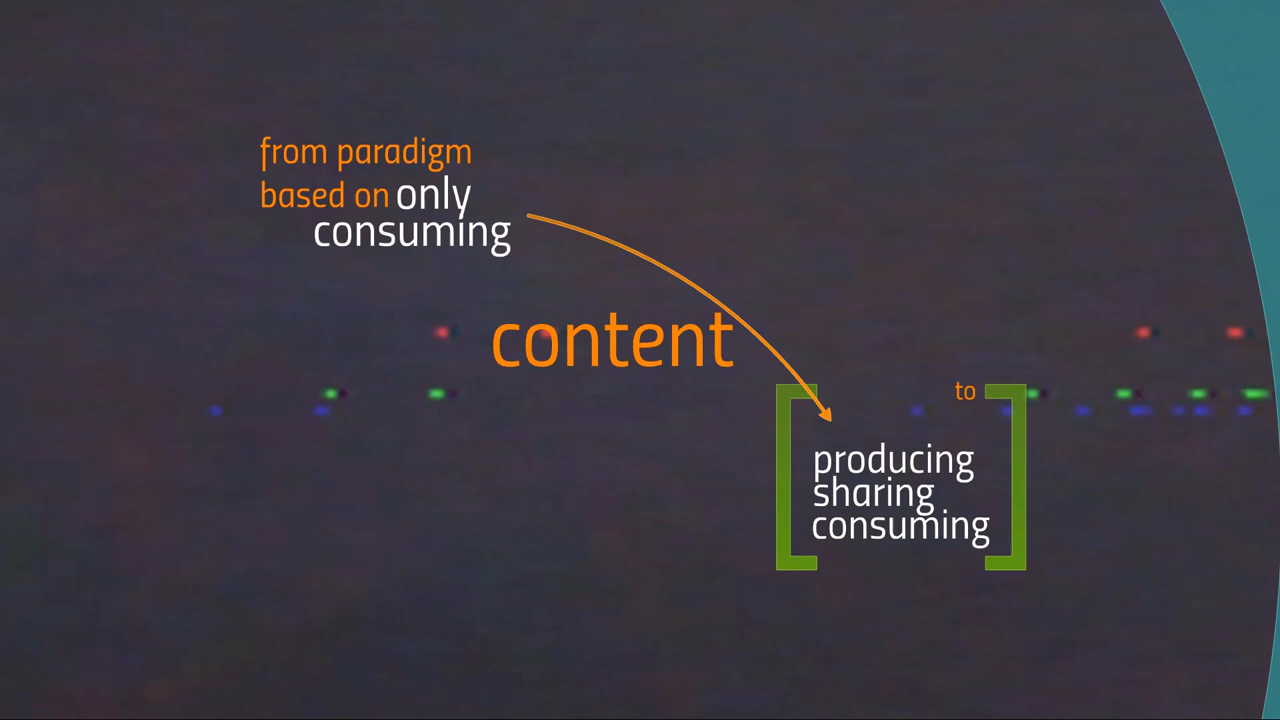 from paradigm
based on only
consuming
content
to
producing
sharing
consuming